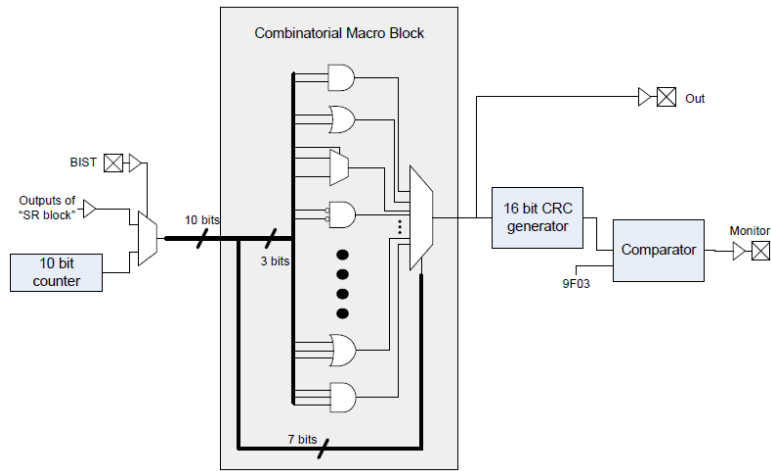 Combinatorial Macro Block
Out
BIST
Outputs of
“SR block”
10 bits
3 bits
10 bit
counter
16 bit CRC
generator
Comparator
Monitor
9F03
7 bits